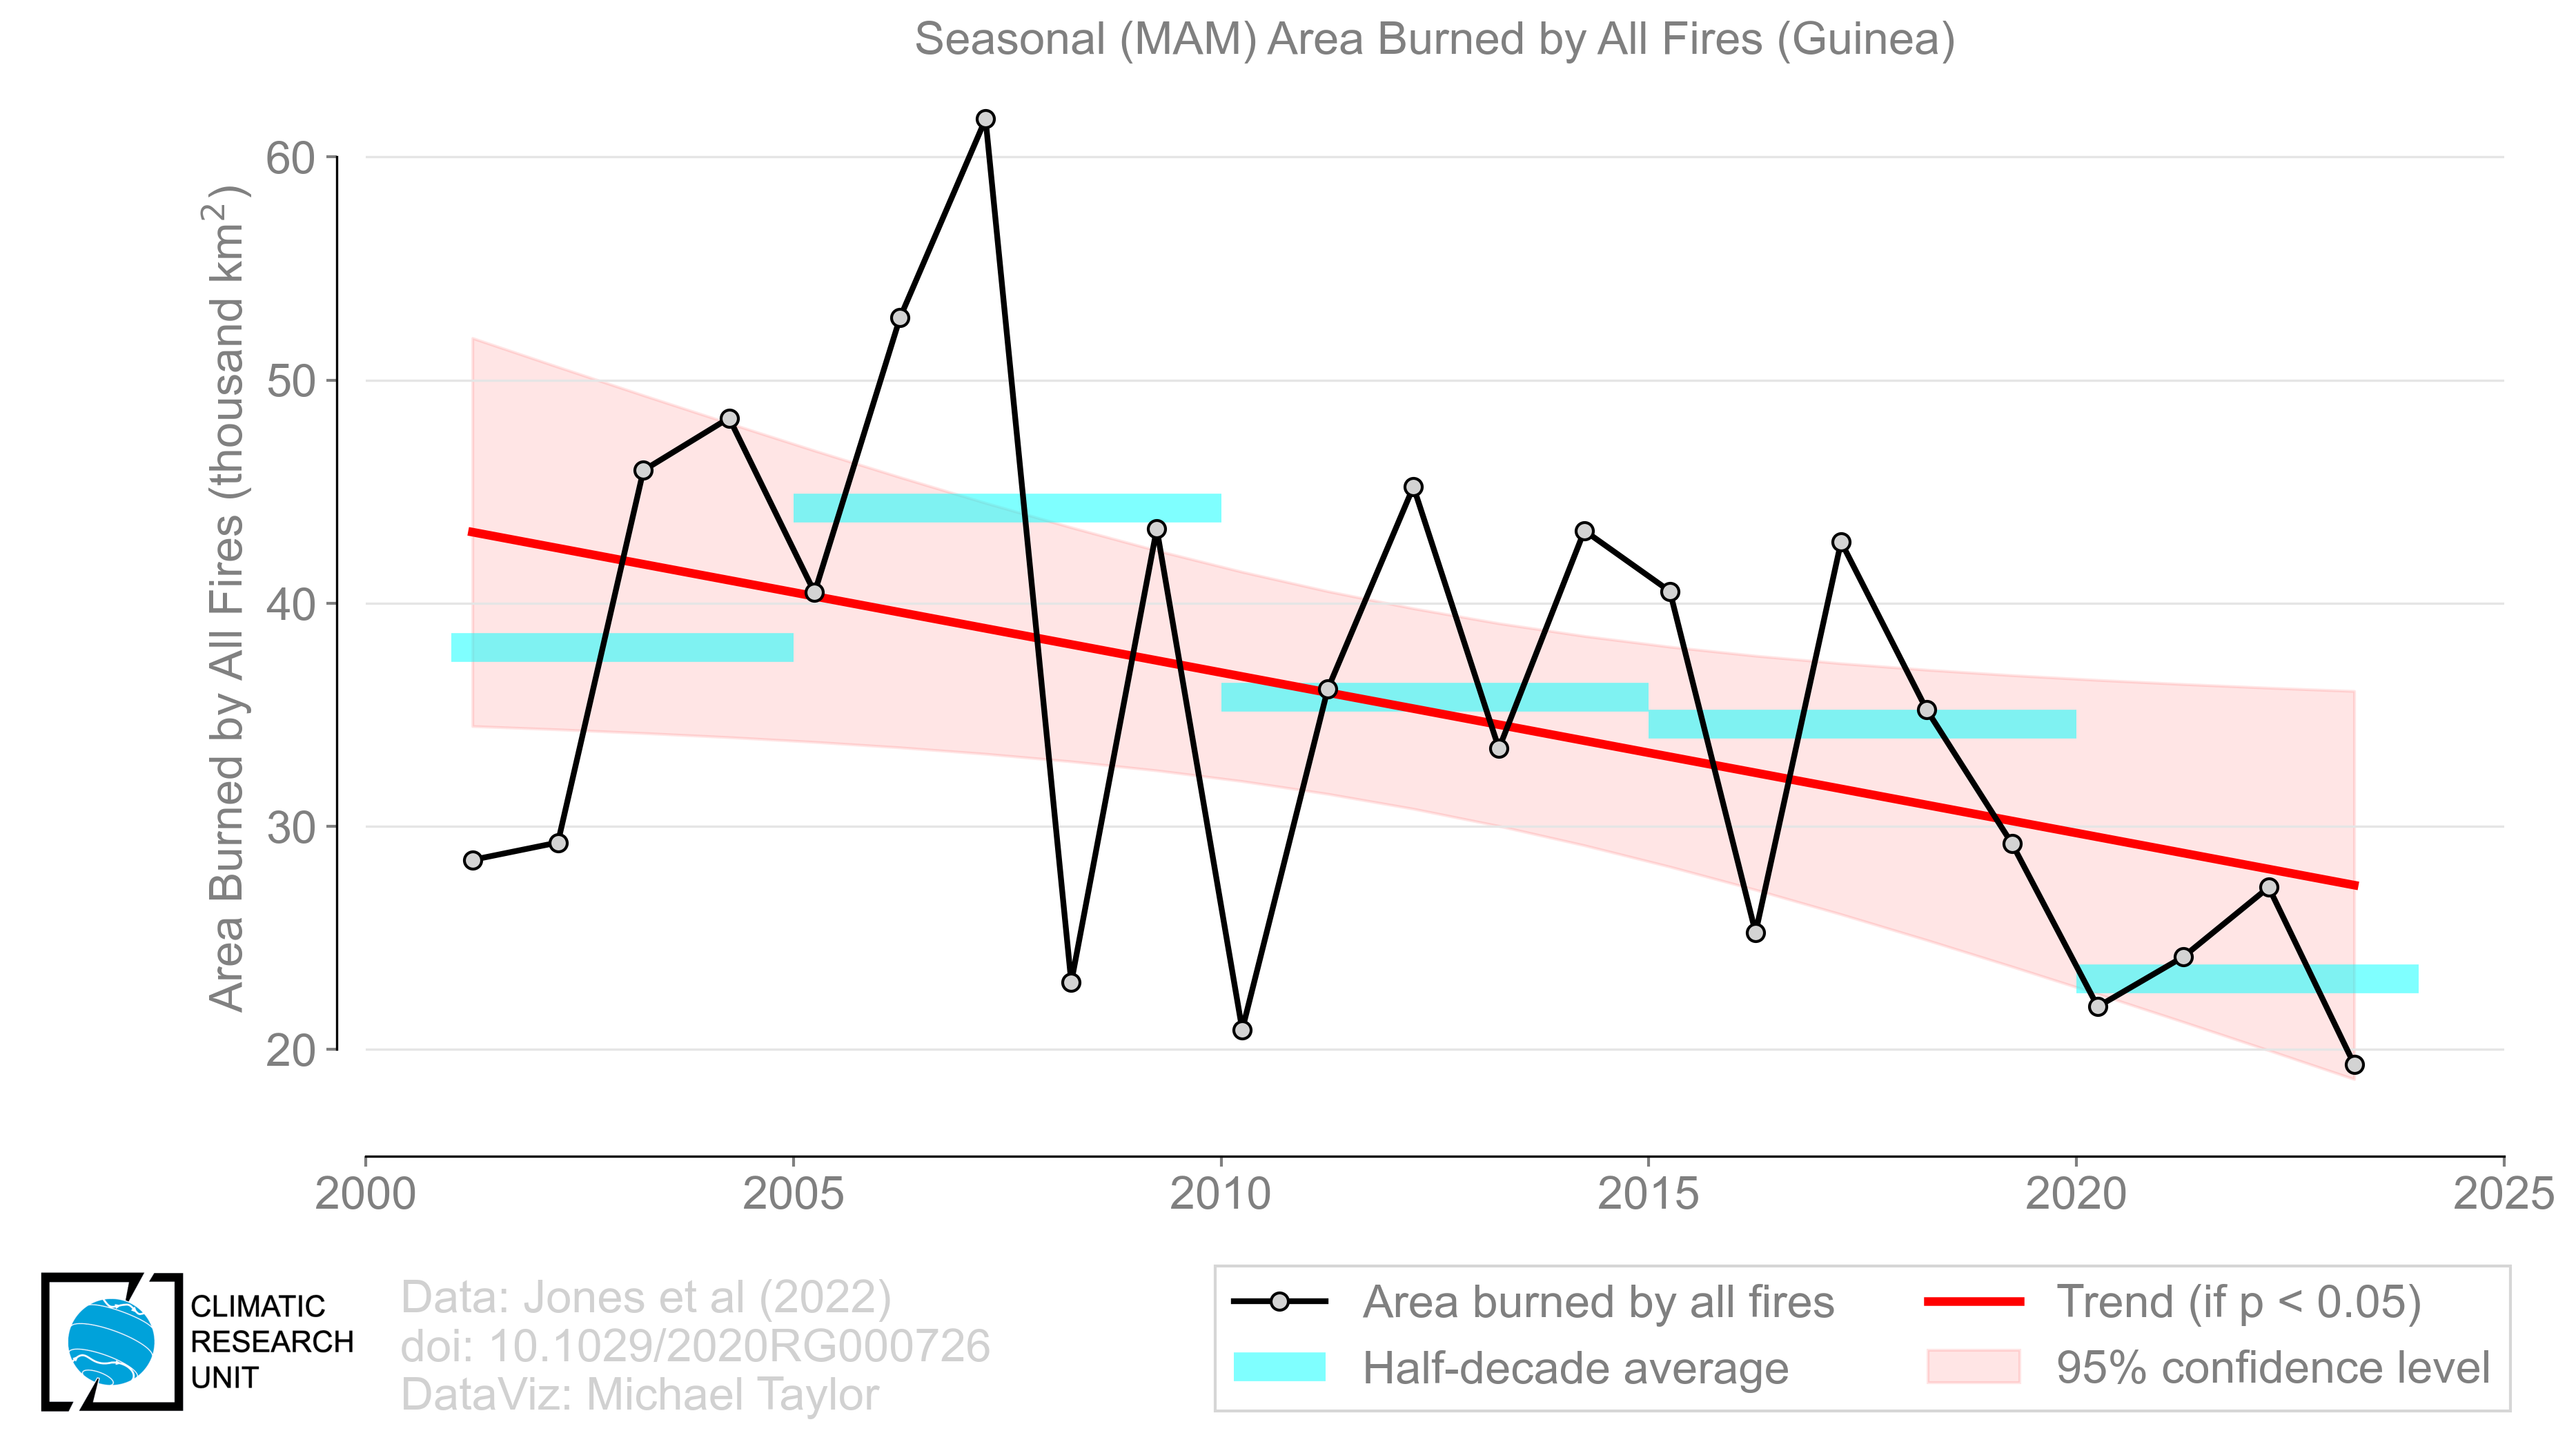 Seasonal (MAM) Area Burned by All Fires (Guinea)
Area Burned by All Fires (thousand km²)
60
50
40
30
20
2000
2005
2010
2015
2020
2025
CLIMATIC
RESEARCH
UNIT
Data: Jones et al (2022)
doi: 10.1029/2020RG000726
DataViz: Michael Taylor
Area burned by all fires
Half-decade average
Trend (if p < 0.05)
95% confidence level